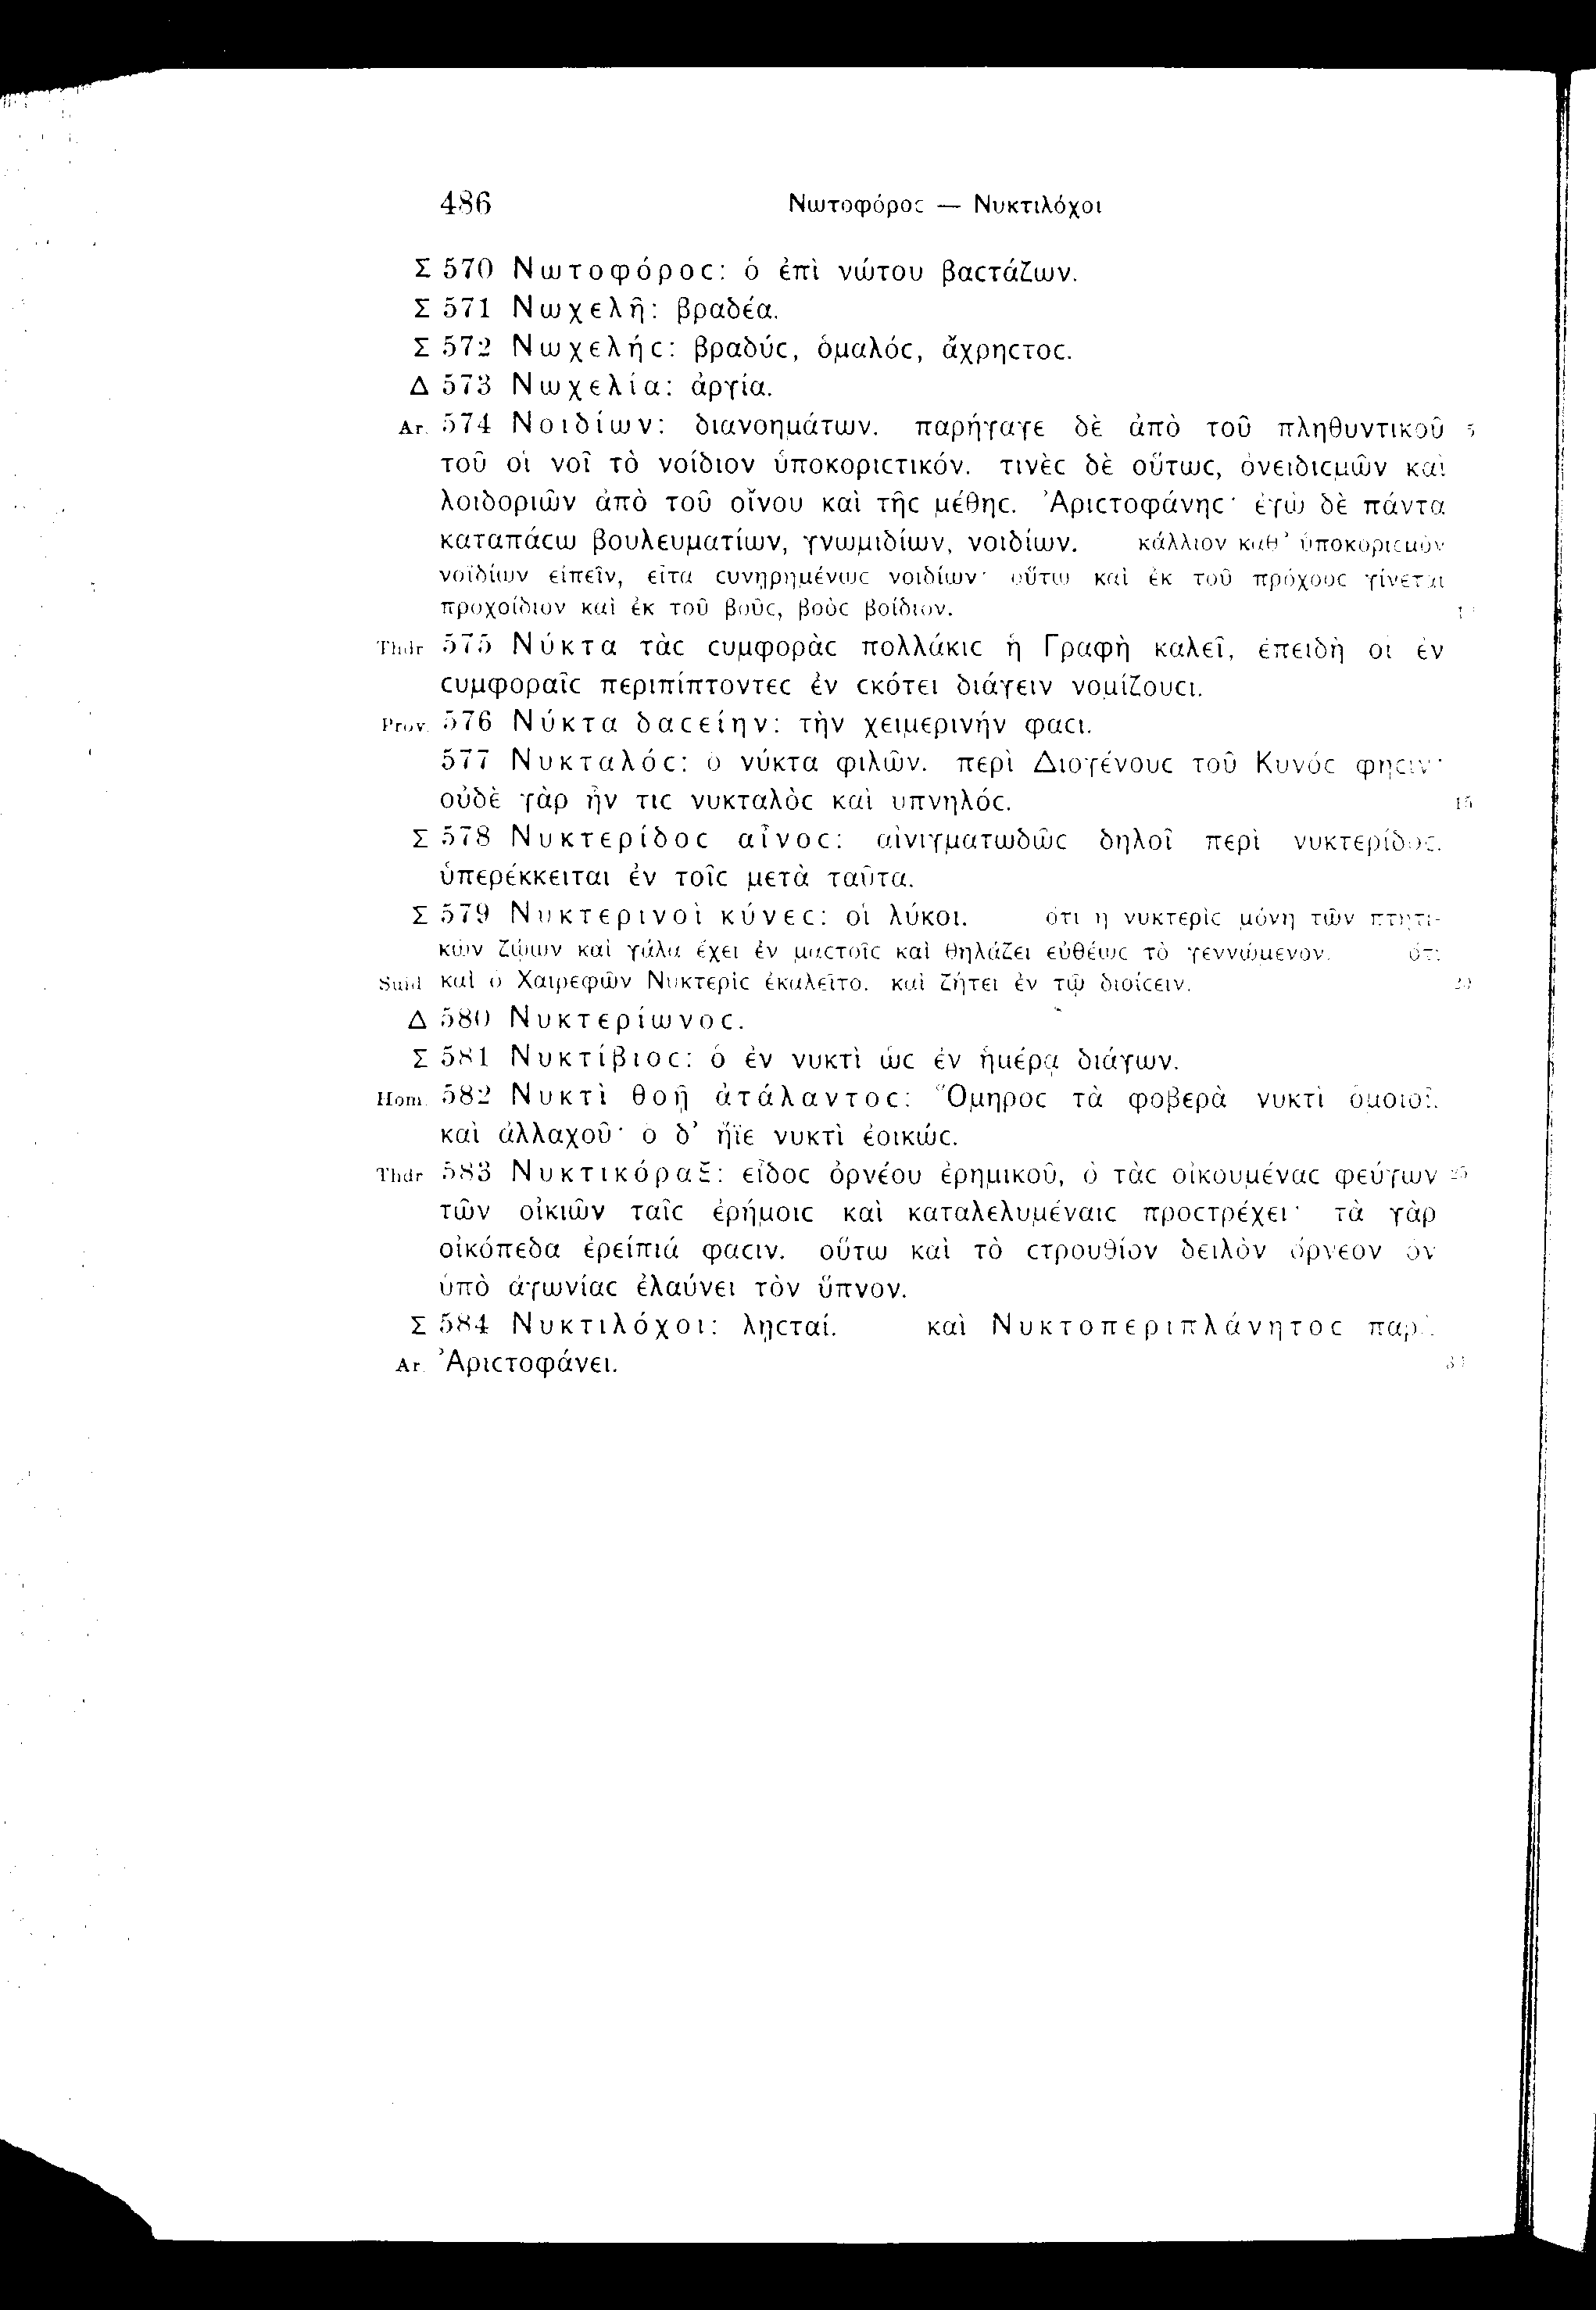 486 Νωτοφόροϲ — Νυκτιλόχοι
Σ 570 Νωτοφόροϲ: ὁ ἐπὶ νώτου βαϲτάζων.
Σ 571 Νωχελῆ: βραδέα.
Σ 572 Νωχελήϲ: βραδύϲ, ὁμαλόϲ, ἄχρηϲτοϲ.
Δ 573 Νωχελία: ἀργία.
Ar. 574 Νοιδίων: διανοημάτων. παρήγαγε δὲ ἀπὸ τοῦ πληθυντικοῦ 5
τοῦ οἱ νοῖ τὸ νοίδιον ὑποκοριϲτικόν. τινὲϲ δὲ οὕτωϲ, ὀνειδιϲμῶν καὶ
λοιδοριῶν ἀπὸ τοῦ οἴνου καὶ τῆϲ μέθηϲ. Ἀριϲτοφάνηϲ· ἐγὼ δὲ πάντα
καταπάϲω βουλευματίων, γνωμιδίων, νοιδίων. κάλλιον καθ’ ὑποκοριϲμὸν
νοϊδίων εἰπεῖν, εἶτα ϲυνῃρημένωϲ νοιδίων· οὕτω καὶ ἐκ τοῦ πρόχουϲ γίνεται
προχοίδιον καὶ ἐκ τοῦ βοῦϲ, βοὸϲ βοίδιον.
Thdr 575 Νύκτα τὰϲ ϲυμφορὰϲ πολλάκιϲ ἡ Γραφὴ καλεῖ, ἐπειδὴ οἱ ἐν
ϲυμφοραῖϲ περιπίπτοντεϲ ἐν ϲκότει διάγειν νομίζουϲι.
Prov. 576 Νύκτα δαϲείην: τὴν χειμερινήν φαϲι.
577 Νυκταλόϲ: ὁ νύκτα φιλῶν. περὶ Διογένουϲ τοῦ Κυνόϲ φηϲιν·
οὐδὲ γὰρ ἦν τιϲ νυκταλὸϲ καὶ ὑπνηλόϲ. 15
Σ 578 Νυκτερίδοϲ αἶνοϲ: αἰνιγματωδῶϲ δηλοῖ περὶ νυκτερίδοϲ.
ὑπερέκκειται ἐν τοῖϲ μετὰ ταῦτα.
Σ 579 Νυκτερινοὶ κύνεϲ: οἱ λύκοι. ὅτι ἡ νυκτερὶϲ μόνη τῶν πτητι-
κῶν ζῴων καὶ γάλα ἔχει ἐν μαϲτοῖϲ καὶ θηλάζει εὐθέωϲ τὸ γεννώμενον. ὅτι
Suid καὶ ὁ Χαιρεφῶν Νυκτερὶϲ ἐκαλεῖτο. καὶ ζήτει ἐν τῷ διοίϲειν. 20
Δ 580 Νυκτερίωνοϲ.
Σ 581 Νυκτίβιοϲ: ὁ ἐν νυκτὶ ὡϲ ἐν ἡμέρᾳ διάγων.
Hom. 582 Νυκτὶ θοῇ ἀτάλαντοϲ: Ὅμηροϲ τὰ φοβερὰ νυκτὶ ὁμοιοῖ.
καὶ ἀλλαχοῦ· ὁ δ’ ἤϊε νυκτὶ ἐοικώϲ.
Thdr 583 Νυκτικόραξ: εἶδοϲ ὀρνέου ἐρημικοῦ, ὁ τὰϲ οἰκουμέναϲ φεύγων 25
τῶν οἰκιῶν ταῖϲ ἐρήμοιϲ καὶ καταλελυμέναιϲ προϲτρέχει· τὰ γὰρ
οἰκόπεδα ἐρείπιά φαϲιν. οὕτω καὶ τὸ ϲτρουθίον δειλὸν ὄρνεον ὂν
ὑπὸ ἀγωνίαϲ ἐλαύνει τὸν ὕπνον.
Σ 584 Νυκτιλόχοι: λῃϲταί. καὶ Νυκτοπεριπλάνητοϲ παρ’
Ar. Ἀριϲτοφάνει. 30